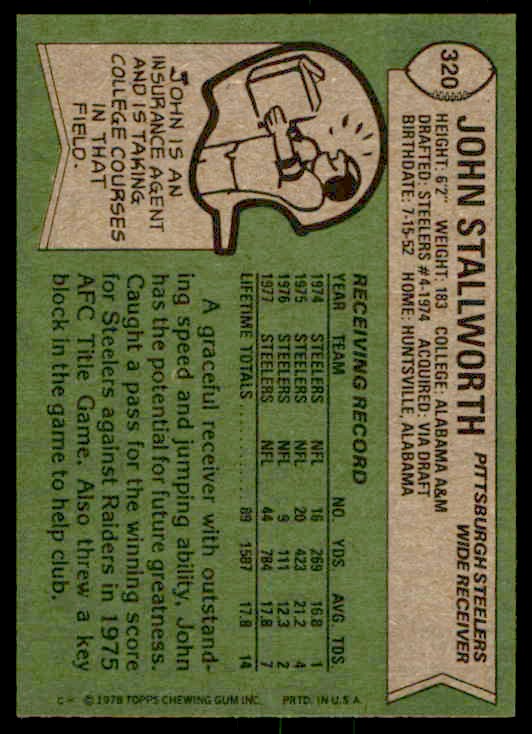 320
JOHN STALLWORTH
PITTSBURGH STEELERS
WIDE RECEIVER
HEIGHT: 6'2" WEIGHT: 183 COLLEGE: ALABAMA A&M
DRAFTED: STEELERS #4-1974 ACQUIRED: VIA DRAFT
BIRTHDATE: 7-15-52 HOME: HUNTSVILLE, ALABAMA
JOHN IS AN
INSURANCE AGENT
AND IS TAKING
COLLEGE COURSES
IN THAT
FIELD.
RECEIVING RECORD
YEAR TEAM NO. YDS AVG. TDS.
1974 STEELERS NFL 16 269 16.8 1
1975 STEELERS NFL 20 423 21.2 4
1976 STEELERS NFL 9 111 12.3 2
1977 STEELERS NFL 44 784 17.8 7
LIFETIME TOTALS .......... 89 1587 17.8 14
A graceful receiver with outstand-
ing speed and jumping ability, John
has the potential for future greatness.
Caught a pass for the winning score
for Steelers against Raiders in 1975
AFC Title Game. Also threw a key
block in the game to help club.
© 1978 TOPPS CHEWING GUM INC. PRTD. IN U.S.A.